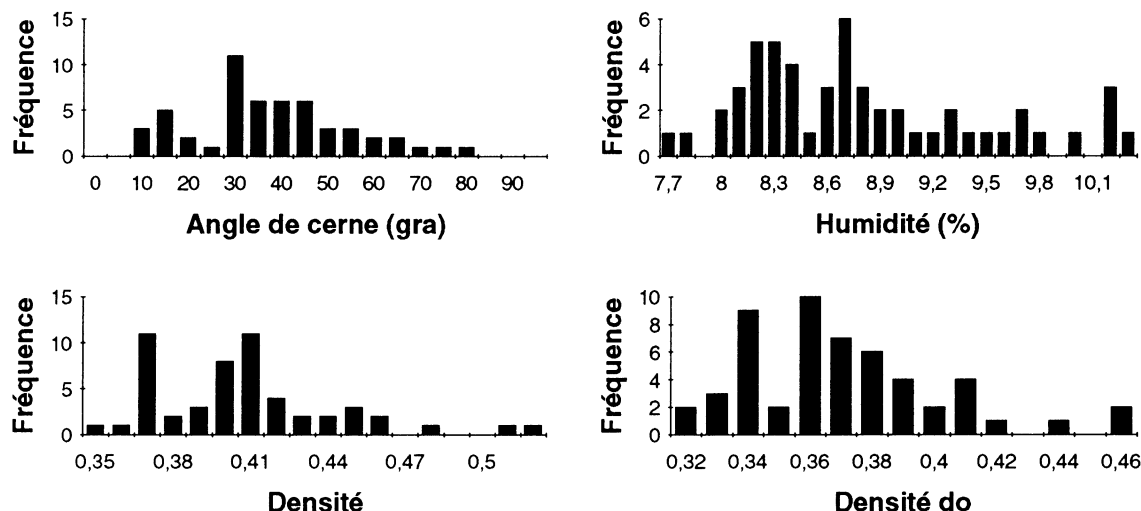 Fréquence
15
10
5
0
0 10 20 30 40 50 60 70 80 90
Angle de cerne (gra)
Fréquence
6
4
2
0
7,7 8 8,3 8,6 8,9 9,2 9,5 9,8 10,1
Humidité (%)
Fréquence
15
10
5
0
0,35 0,38 0,41 0,44 0,47 0,5
Densité
Fréquence
10
8
6
4
2
0
0,32 0,34 0,36 0,38 0,4 0,42 0,44 0,46
Densité do